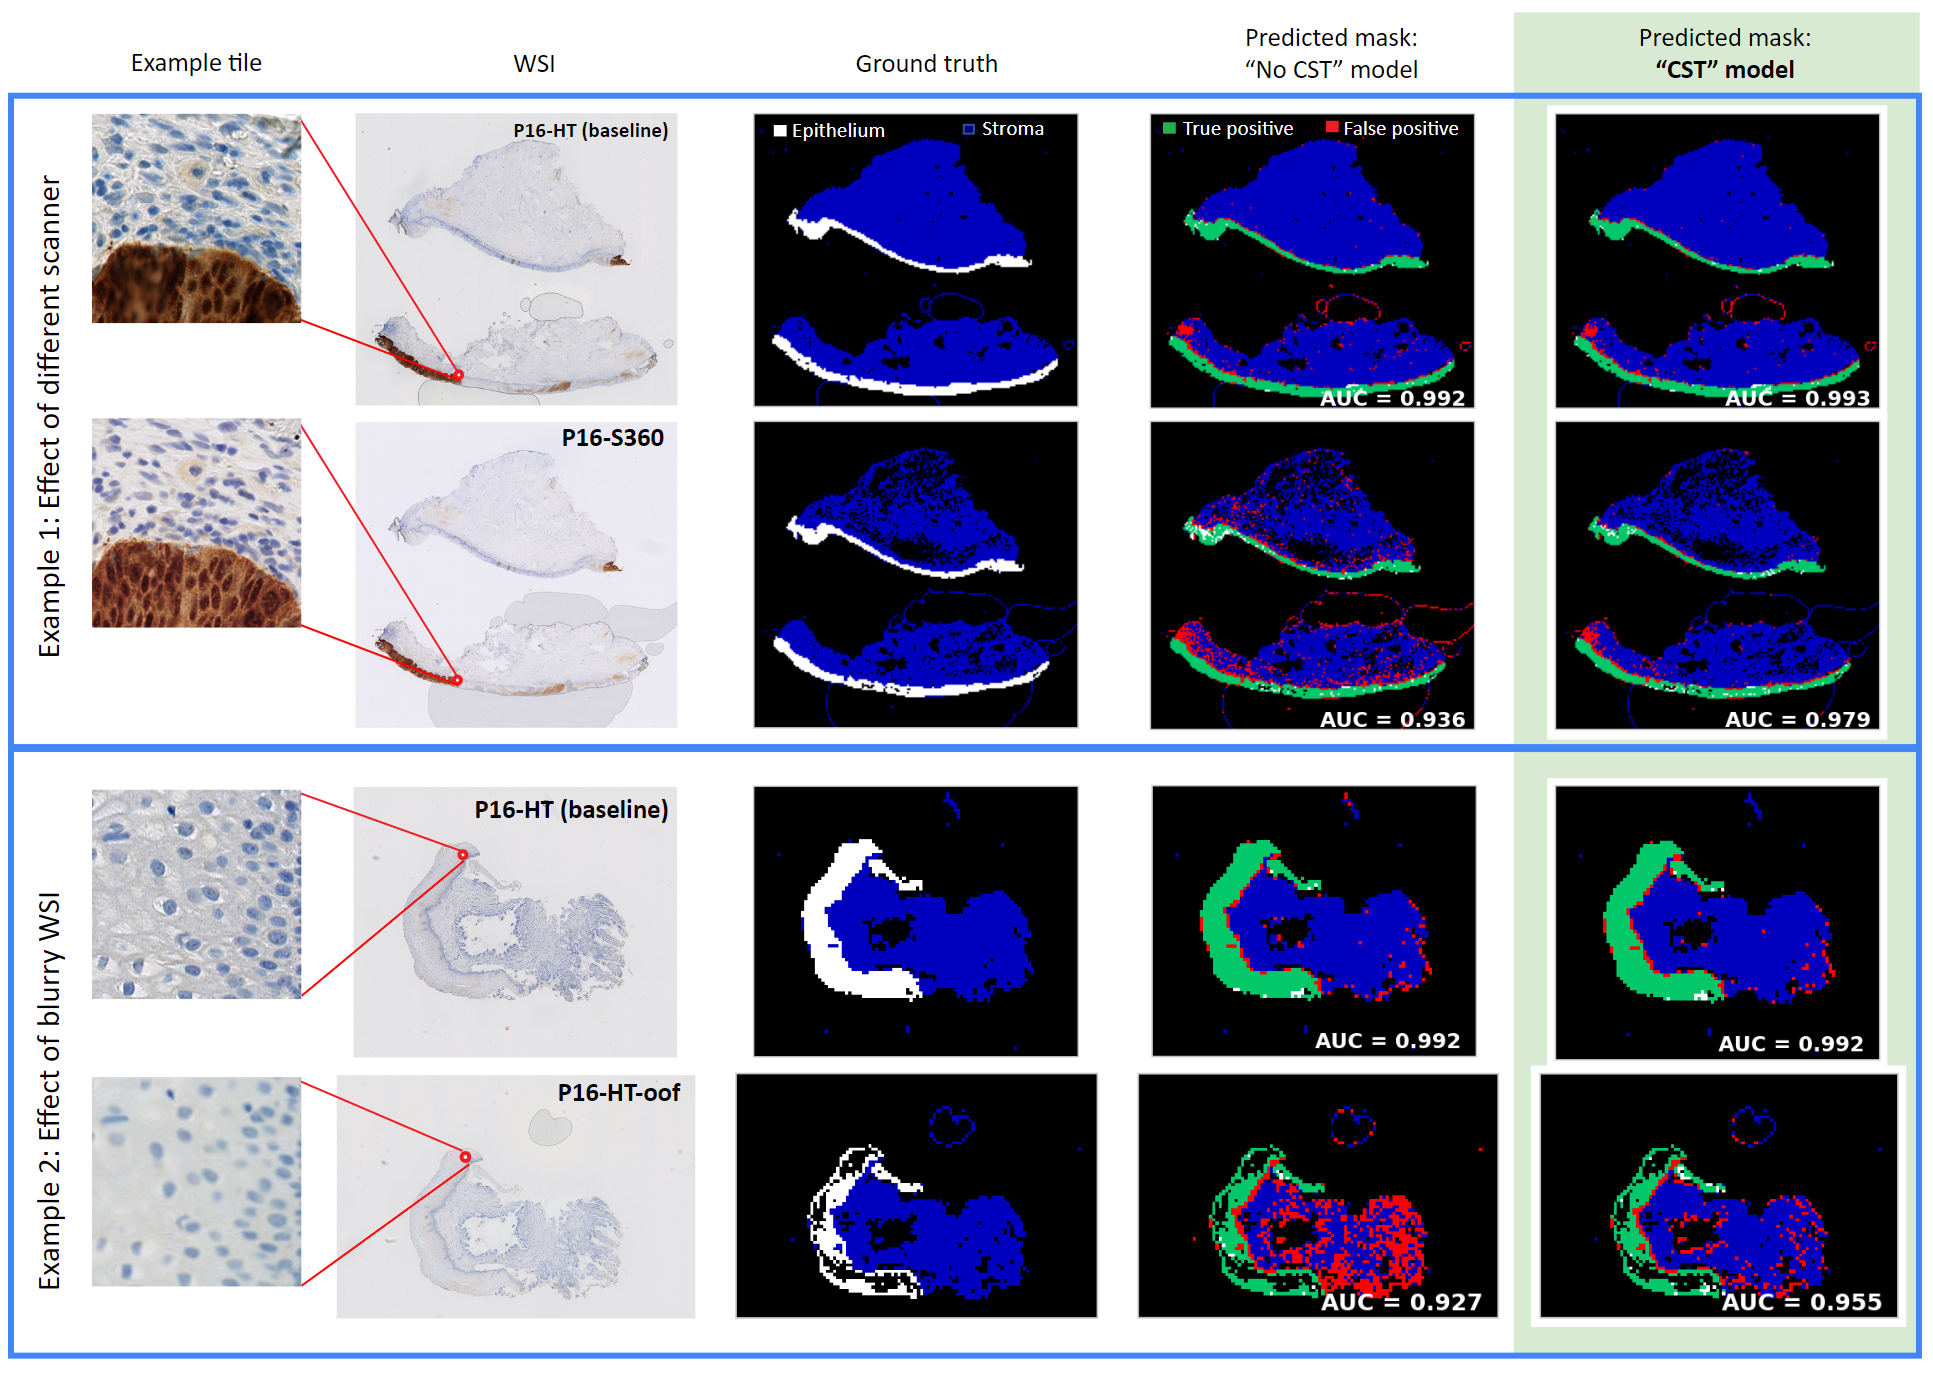 Example tile
WSI
Ground truth
Predicted mask:
“No CST” model
Predicted mask:
“CST” model
Example 1: Effect of different scanner
P16-HT (baseline)
Epithelium
Stroma
True positive
False positive
AUC = 0.992
AUC = 0.993
P16-S360
AUC = 0.936
AUC = 0.979
Example 2: Effect of blurry WSI
P16-HT (baseline)
AUC = 0.992
AUC = 0.992
P16-HT-oof
AUC = 0.927
AUC = 0.955